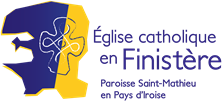 Église catholique
en Finistère
Paroisse Saint-Mathieu
en Pays d'Iroise